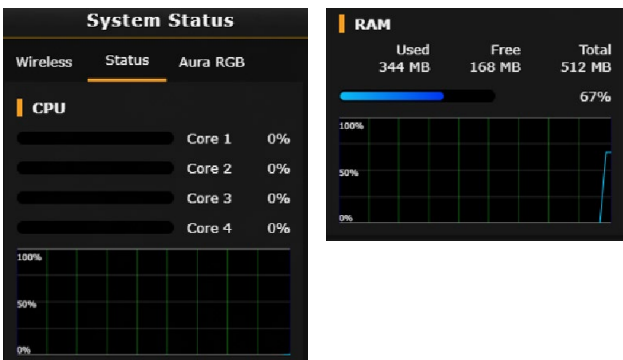 System Status
Wireless Status Aura RGB
CPU
Core 1 0%
Core 2 0%
Core 3 0%
Core 4 0%
100%
50%
0%
RAM
Used Free Total
344 MB 168 MB 512 MB
67%
100%
50%
0%